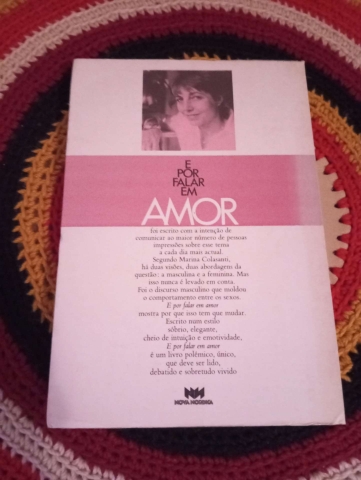 E
POR
FALAR
EM
AMOR
foi escrito com a intenção de
comunicar ao maior número de pessoas
impressões sobre esse tema
a cada dia mais actual.
Segundo Marina Colasanti,
há duas visões, duas abordagens da
questão: a masculina e a feminina. Mas
isso nunca é levado em conta.
Foi o discurso masculino que moldou
o comportamento entre os sexos.
E por falar em amor
mostra por que isso tem que mudar.
Escrito num estilo
sóbrio, elegante,
cheio de intuição e emotividade,
E por falar em amor
é um livro polêmico, único,
que deve ser lido,
debatido e sobretudo vivido
NOVA NÓRDICA